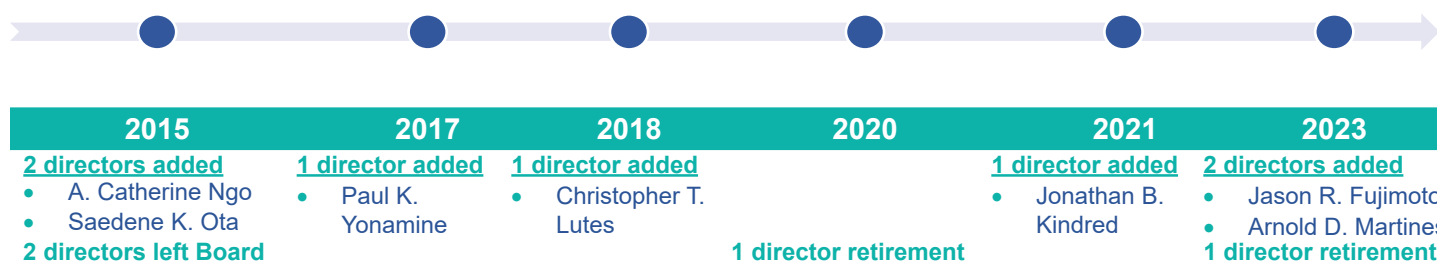 2015 2017 2018 2020 2021 2023
2 directors added
• A. Catherine Ngo
• Saedene K. Ota
2 directors left Board
1 director added
• Paul K.
Yonamine
1 director added
• Christopher T.
Lutes
1 director retirement
1 director added
• Jonathan B.
Kindred
2 directors added
• Jason R. Fujimoto
• Arnold D.
1 director retirement